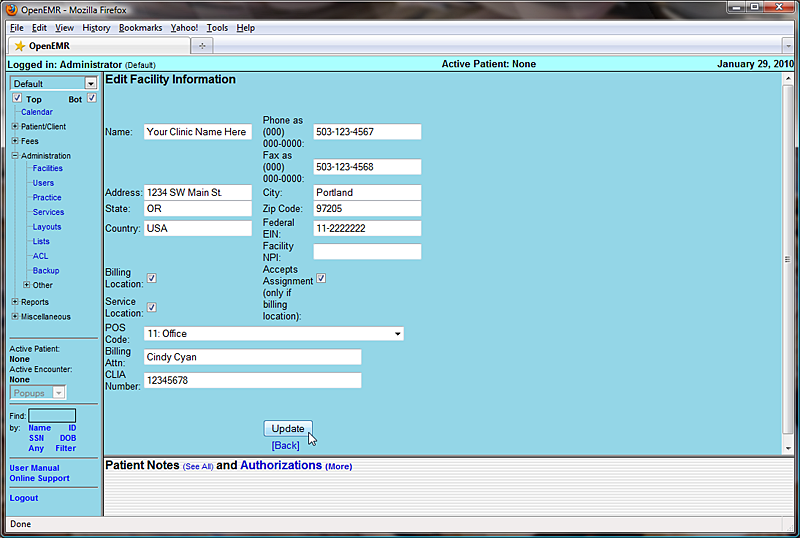 OpenEMR - Mozilla Firefox
File Edit View History Bookmarks Yahoo! Tools Help
OpenEMR
Logged in: Administrator (Default) Active Patient: None January 29, 2010
Default
Top Bot
Calendar
Patient/Client
Fees
Administration
Facilities
Users
Practice
Services
Layouts
Lists
ACL
Backup
Other
Reports
Miscellaneous
Active Patient:
None
Active Encounter:
None
Popups
Find:
by: Name ID
SSN DOB
Any Filter
User Manual
Online Support
Logout
Edit Facility Information
Name: Your Clinic Name Here
Phone as
(000)
000-0000:
503-123-4567
Fax as
(000)
000-0000:
503-123-4568
Address: 1234 SW Main St. City: Portland
State: OR Zip Code: 97205
Country: USA
Federal
EIN:
11-2222222
Facility
NPI:
Billing
Location:
Accepts
Assignment
(only if
billing
location):
Service
Location:
POS
Code:
11: Office
Billing
Attn:
Cindy Cyan
CLIA
Number:
12345678
Update
[Back]
Patient Notes (See All) and Authorizations (More)
Done